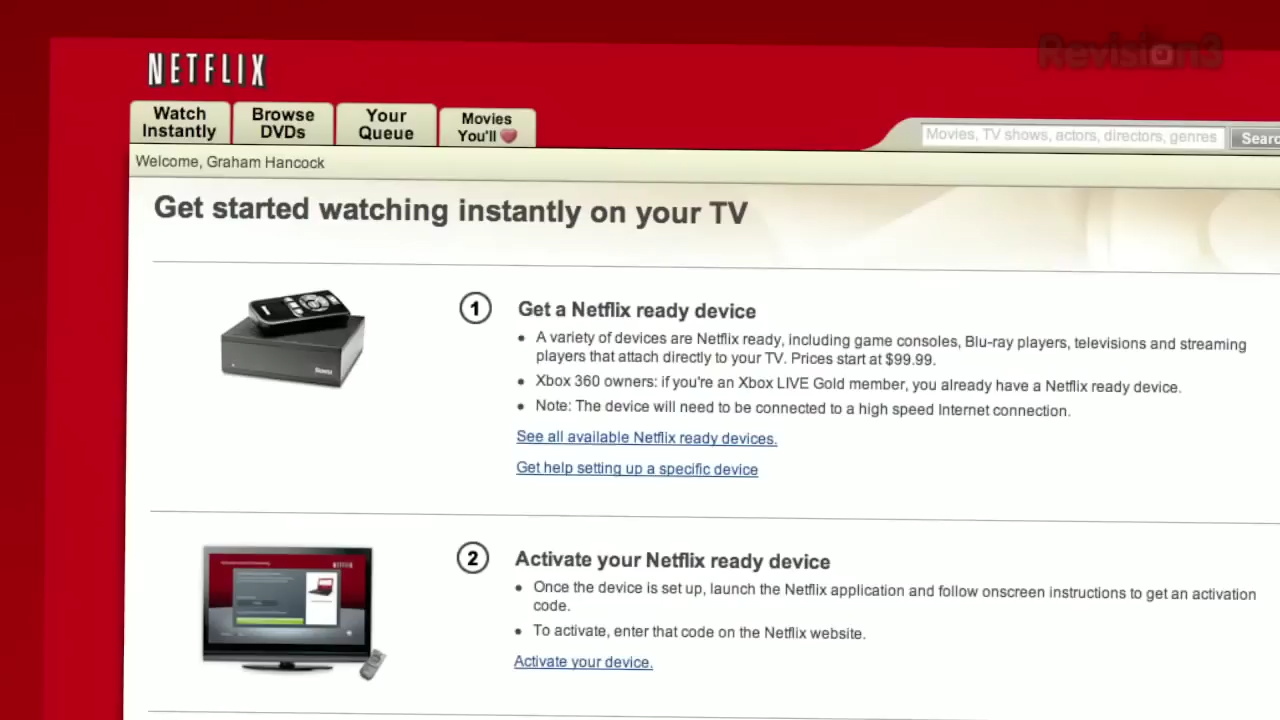 Revision3
NETFLIX
Watch
Instantly
Browse
DVDs
Your
Queue
Movies
You'll
Movies, TV shows, actors, directors, genres
Searc
Welcome, Graham Hancock
Get started watching instantly on your TV
1
Get a Netflix ready device
• A variety of devices are Netflix ready, including game consoles, Blu-ray players, televisions and streaming
players that attach directly to your TV. Prices start at $99.99.
• Xbox 360 owners: if you're an Xbox LIVE Gold member, you already have a Netflix ready device.
• Note: The device will need to be connected to a high speed Internet connection.
See all available Netflix ready devices.
Get help setting up a specific device
Roku
NETFLIX
2
Activate your Netflix ready device
• Once the device is set up, launch the Netflix application and follow onscreen instructions to get an activation
code.
• To activate, enter that code on the Netflix website.
Activate your device.